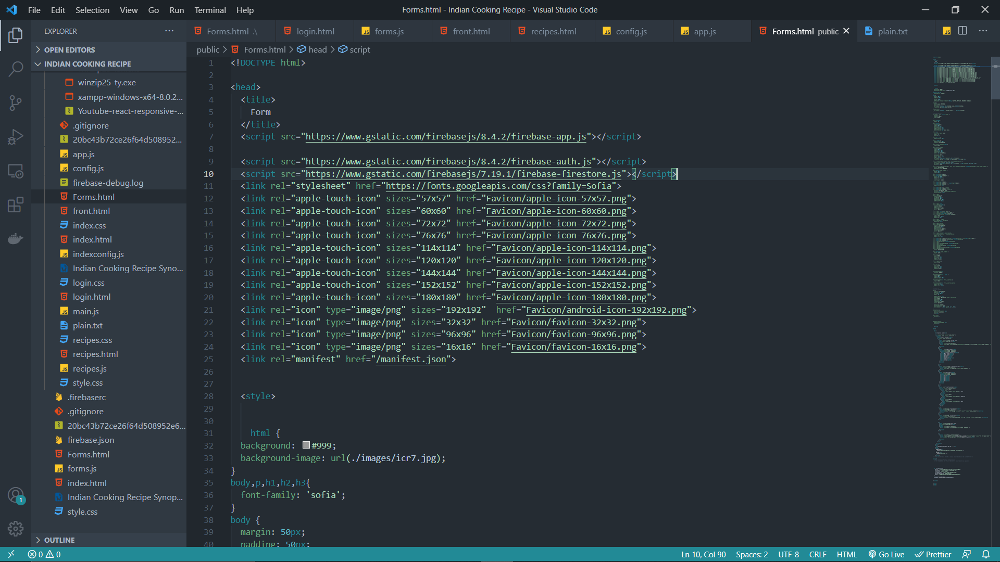 File Edit Selection View Go Run Terminal Help
Forms.html - Indian Cooking Recipe - Visual Studio Code
EXPLORER
Forms.html .\
login.html
forms.js
front.html
recipes.html
config.js
app.js
Forms.html public
plain.txt
OPEN EDITORS
INDIAN COOKING RECIPE
winzip25-ty.exe
xampp-windows-x64-8.0.2...
Youtube-react-responsive-...
.gitignore
20bc43b72ce26f64d508952...
app.js
config.js
firebase-debug.log
Forms.html
front.html
index.css
index.html
indexconfig.js
Indian Cooking Recipe Syno...
login.css
login.html
main.js
plain.txt
recipes.css
recipes.html
recipes.js
style.css
.firebaserc
.gitignore
20bc43b72ce26f64d508952e6...
firebase.json
Forms.html
forms.js
index.html
Indian Cooking Recipe Synop...
style.css
OUTLINE
1
public > Forms.html > head > script
1 <!DOCTYPE html>
2
3 <head>
4 <title>
5 Form
6 </title>
7 <script src="https://www.gstatic.com/firebasejs/8.4.2/firebase-app.js"></script>
8
9 <script src="https://www.gstatic.com/firebasejs/8.4.2/firebase-auth.js"></script>
10 <script src="https://www.gstatic.com/firebasejs/7.19.1/firebase-firestore.js"></script>
11 <link rel="stylesheet" href="https://fonts.googleapis.com/css?family=Sofia">
12 <link rel="apple-touch-icon" sizes="57x57" href="Favicon/apple-icon-57x57.png">
13 <link rel="apple-touch-icon" sizes="60x60" href="Favicon/apple-icon-60x60.png">
14 <link rel="apple-touch-icon" sizes="72x72" href="Favicon/apple-icon-72x72.png">
15 <link rel="apple-touch-icon" sizes="76x76" href="Favicon/apple-icon-76x76.png">
16 <link rel="apple-touch-icon" sizes="114x114" href="Favicon/apple-icon-114x114.png">
17 <link rel="apple-touch-icon" sizes="120x120" href="Favicon/apple-icon-120x120.png">
18 <link rel="apple-touch-icon" sizes="144x144" href="Favicon/apple-icon-144x144.png">
19 <link rel="apple-touch-icon" sizes="152x152" href="Favicon/apple-icon-152x152.png">
20 <link rel="apple-touch-icon" sizes="180x180" href="Favicon/apple-icon-180x180.png">
21 <link rel="icon" type="image/png" sizes="192x192"  href="Favicon/android-icon-192x192.png">
22 <link rel="icon" type="image/png" sizes="32x32" href="Favicon/favicon-32x32.png">
23 <link rel="icon" type="image/png" sizes="96x96" href="Favicon/favicon-96x96.png">
24 <link rel="icon" type="image/png" sizes="16x16" href="Favicon/favicon-16x16.png">
25 <link rel="manifest" href="/manifest.json">
26
27
28 <style>
29
30
31 html {
32 background: #999;
33 background-image: url(./images/icr7.jpg);
34 }
35 body,p,h1,h2,h3{
36 font-family: 'sofia';
37 }
38 body {
39 margin: 50px;
40 padding: 50px;
0 0
Ln 10, Col 90 Spaces: 2 UTF-8 CRLF HTML Go Live Prettier